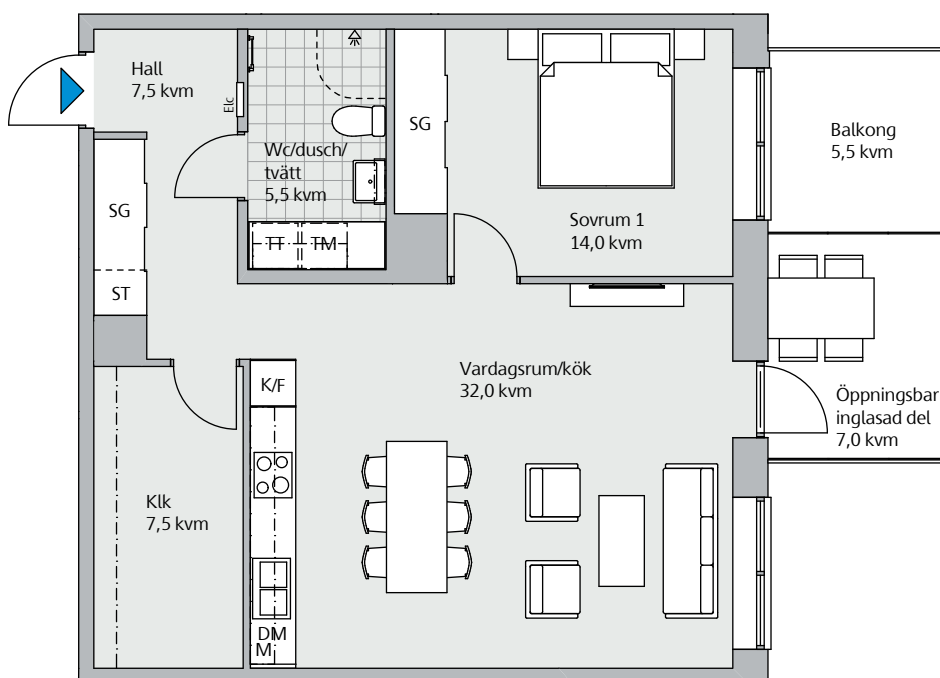 Hall
7,5 kvm
Elc
SG
ST
Wc/dusch/
tvätt
5,5 kvm
TT
TM
SG
Sovrum 1
14,0 kvm
Balkong
5,5 kvm
Öppningsbar
inglasad del
7,0 kvm
Vardagsrum/kök
32,0 kvm
K/F
Klk
7,5 kvm
DM
M